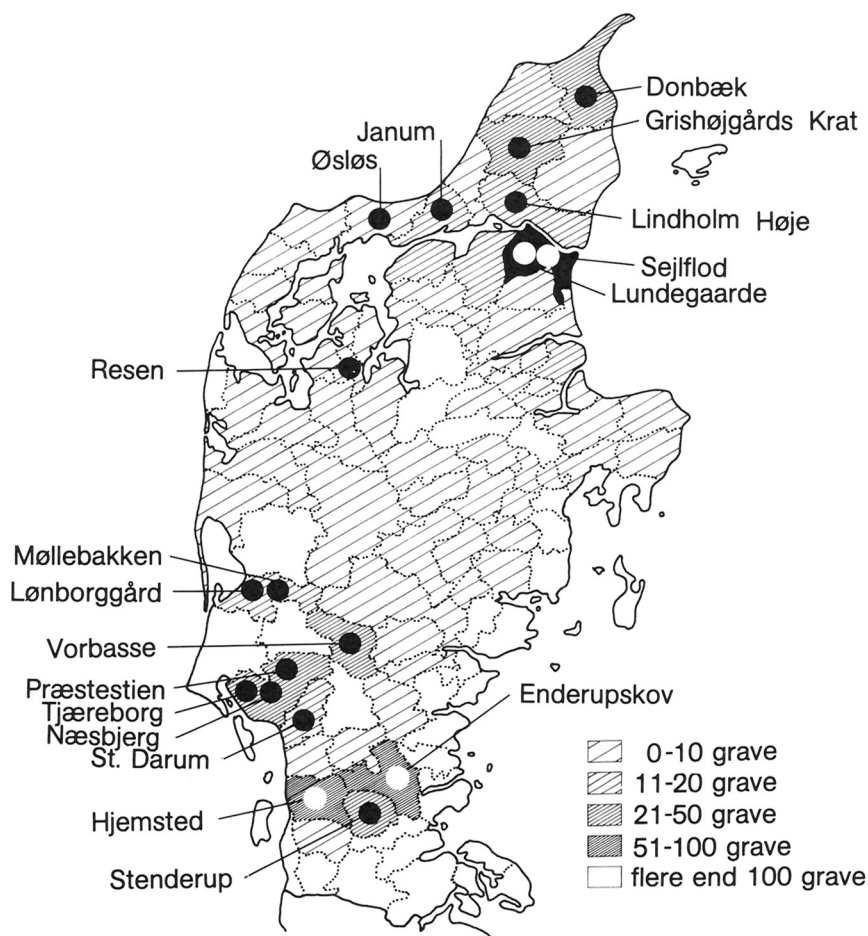 Donbæk
Grishøjgårds Krat
Janum
Øsløs
Lindholm Høje
Sejlflod
Lundegaarde
Resen
Møllebakken
Lønborggård
Vorbasse
Præstestien
Tjæreborg
Næsbjerg
St. Darum
Enderupskov
Hjemsted
Stenderup
0-10 grave
11-20 grave
21-50 grave
51-100 grave
flere end 100 grave